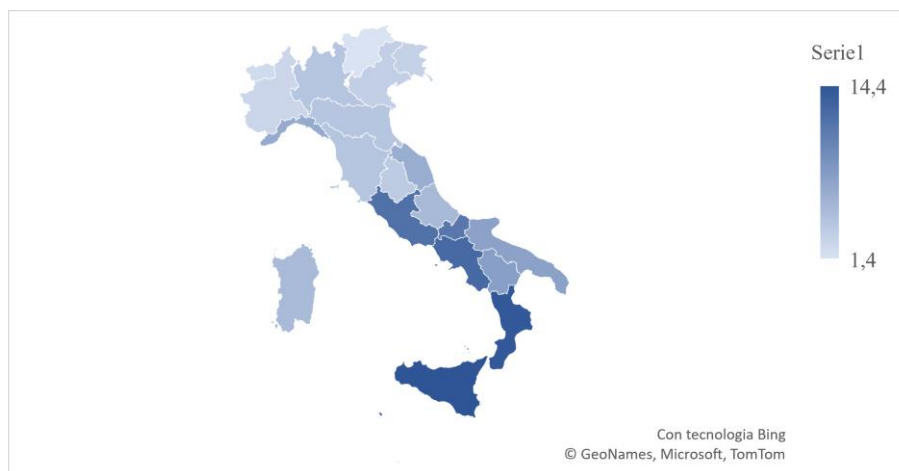 Serie1
14,4
1,4
Con tecnologia Bing
© GeoNames, Microsoft, TomTom